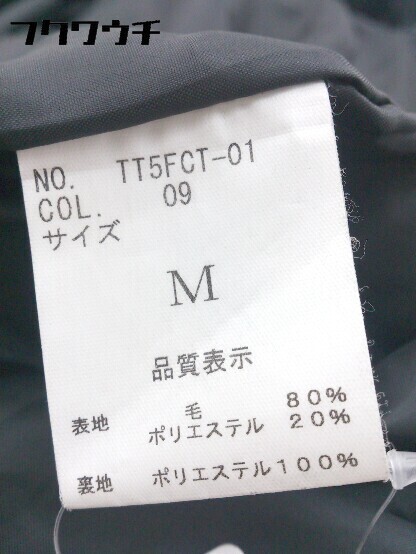 フクワウチ
NO. TT5FCT-01
COL. 09
サイズ
M
品質表示
表地 毛 80%
ポリエステル 20%
裏地 ポリエステル100%